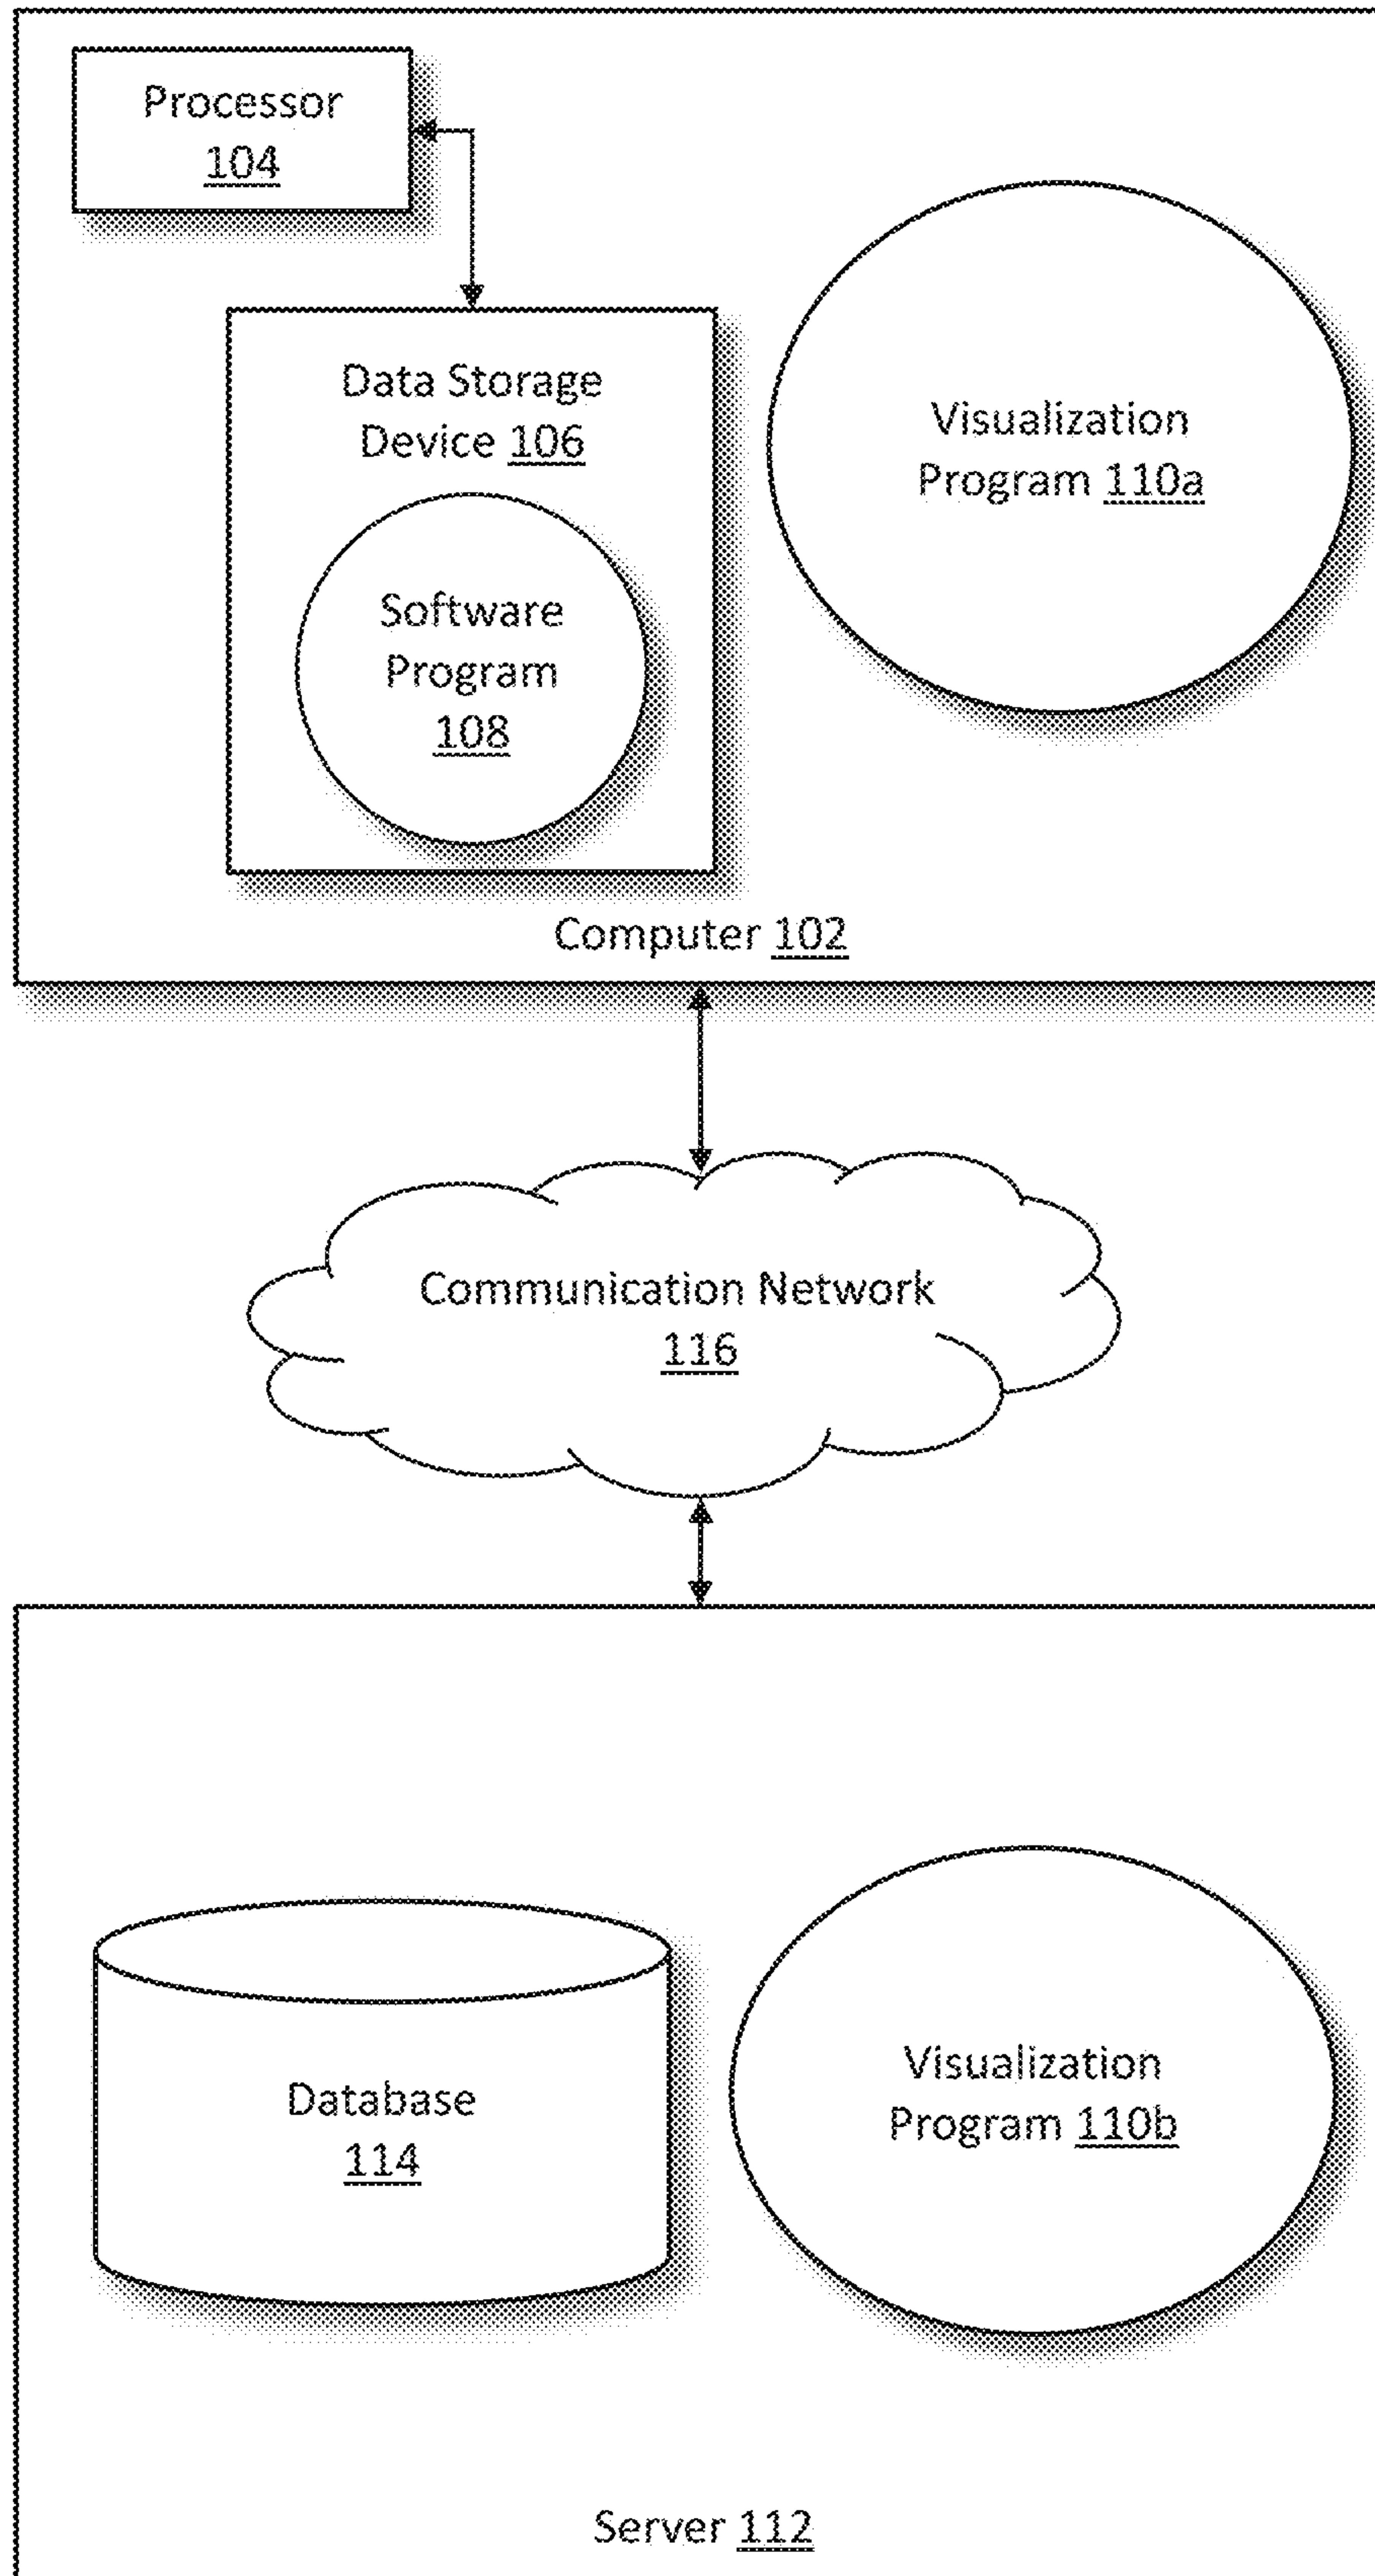 Processor
104
Data Storage
Device 106
Software
Program
108
Visualization
Program 110a
Computer 102
Communication Network
116
Database
114
Visualization
Program 110b
Server 112